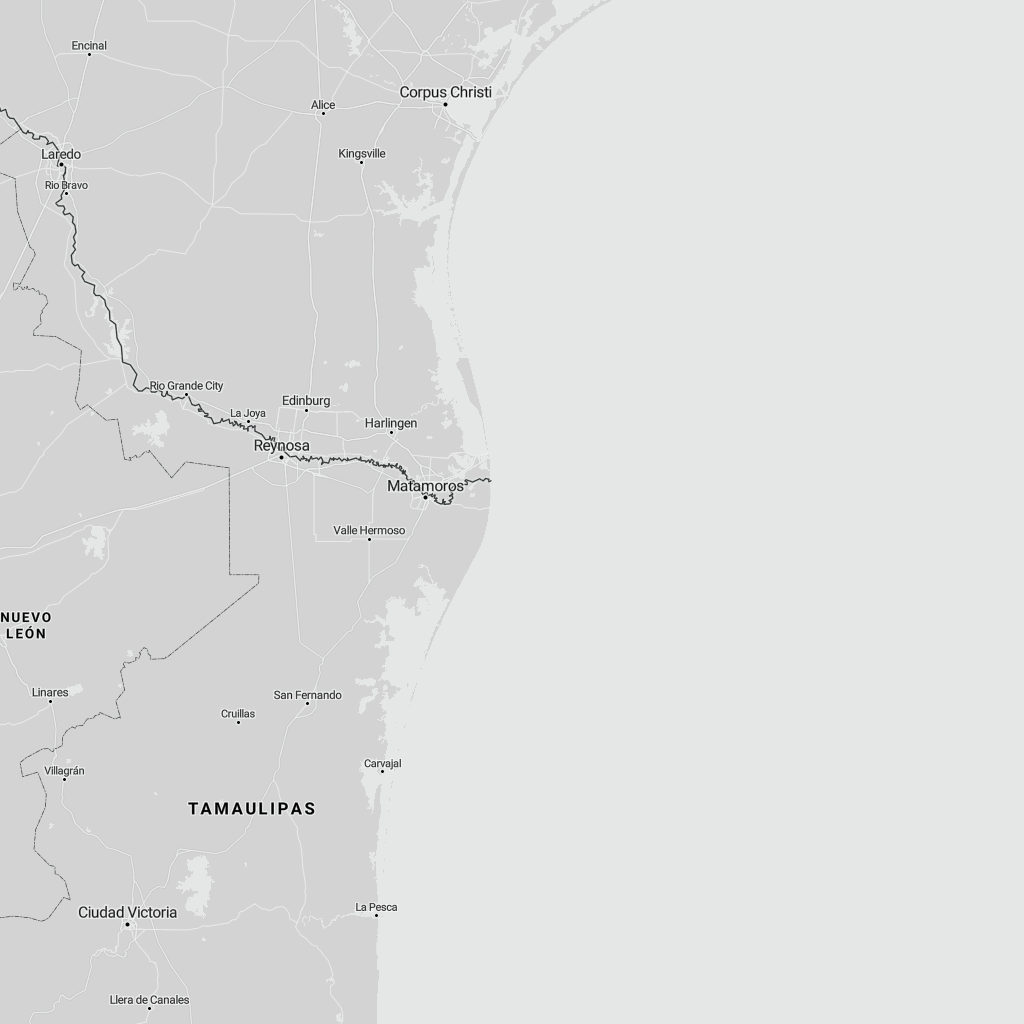 Encinal
Corpus Christi
Alice
Laredo
Kingsville
Rio Bravo
Rio Grande City
Edinburg
La Joya
Harlingen
Reynosa
Matamoros
Valle Hermoso
NUEVO
LEÓN
Linares
San Fernando
Cruillas
Carvajal
Villagrán
TAMAULIPAS
La Pesca
Ciudad Victoria
Llera de Canales